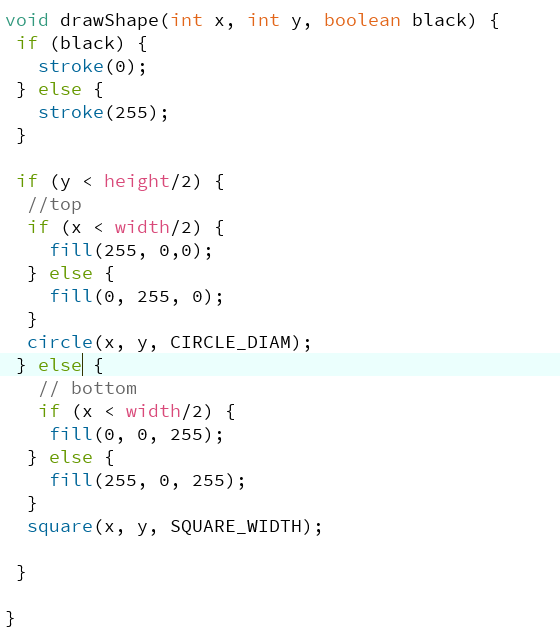 void drawShape(int x, int y, boolean black) {
 if (black) {
   stroke(0);
 } else {
   stroke(255);
 }

 if (y < height/2) {
  //top
  if (x < width/2) {
    fill(255, 0,0);
  } else {
    fill(0, 255, 0);
  }
  circle(x, y, CIRCLE_DIAM);
 } else {
   // bottom
   if (x < width/2) {
    fill(0, 0, 255);
  } else {
    fill(255, 0, 255);
  }
  square(x, y, SQUARE_WIDTH);

 }

}